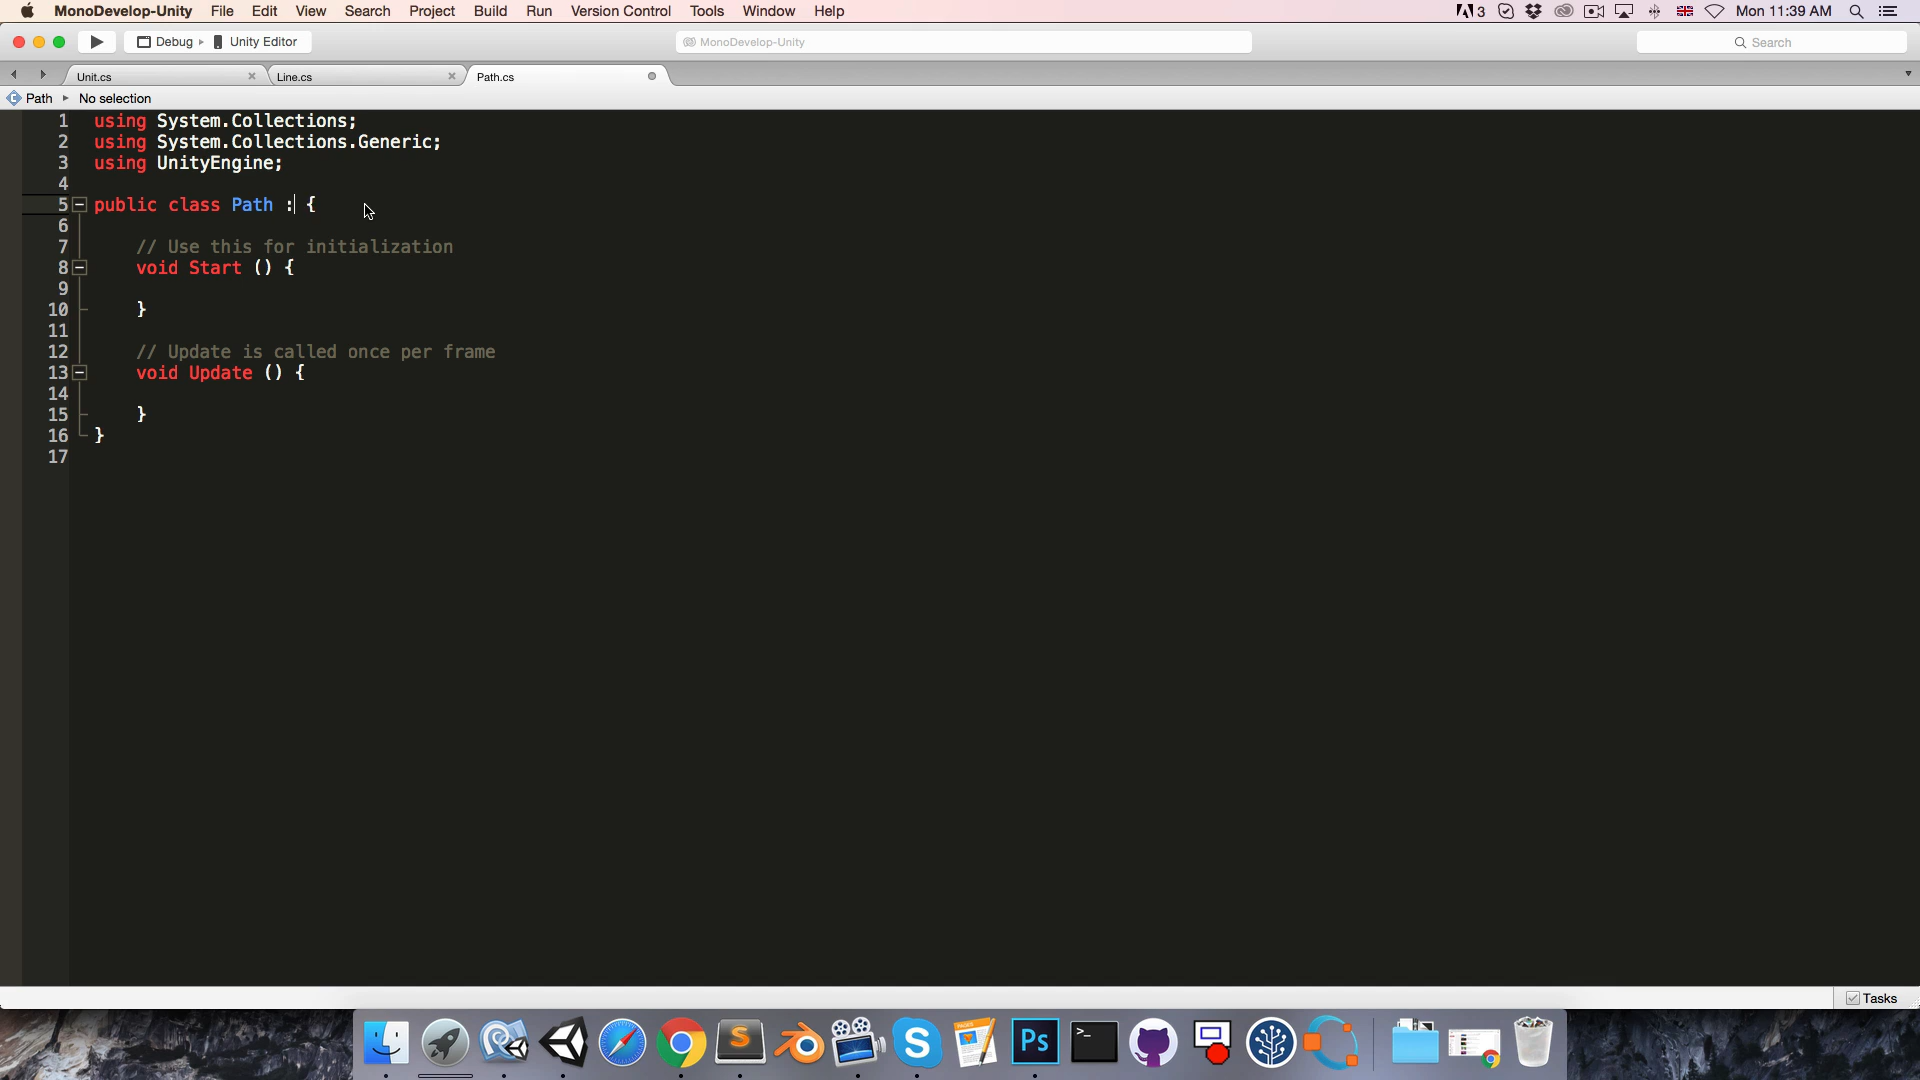 MonoDevelop-Unity File Edit View Search Project Build Run Version Control Tools Window Help 3 Mon 11:39 AM
Debug Unity Editor MonoDevelop-Unity Search
Unit.cs Line.cs Path.cs
Path No selection
1 using System.Collections;
2 using System.Collections.Generic;
3 using UnityEngine;
4
5 public class Path : {
6
7 // Use this for initialization
8 void Start () {
9
10 }
11
12 // Update is called once per frame
13 void Update () {
14
15 }
16 }
17
Tasks
S S Ps >_